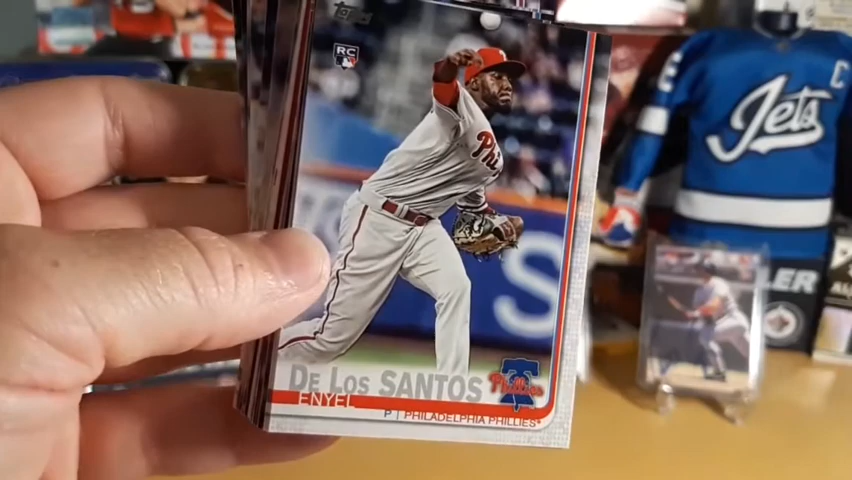 Topps
RC
Phi
DE LOS SANTOS
ENYEL
Phillies
P | PHILADELPHIA PHILLIES
C
Jets
LER